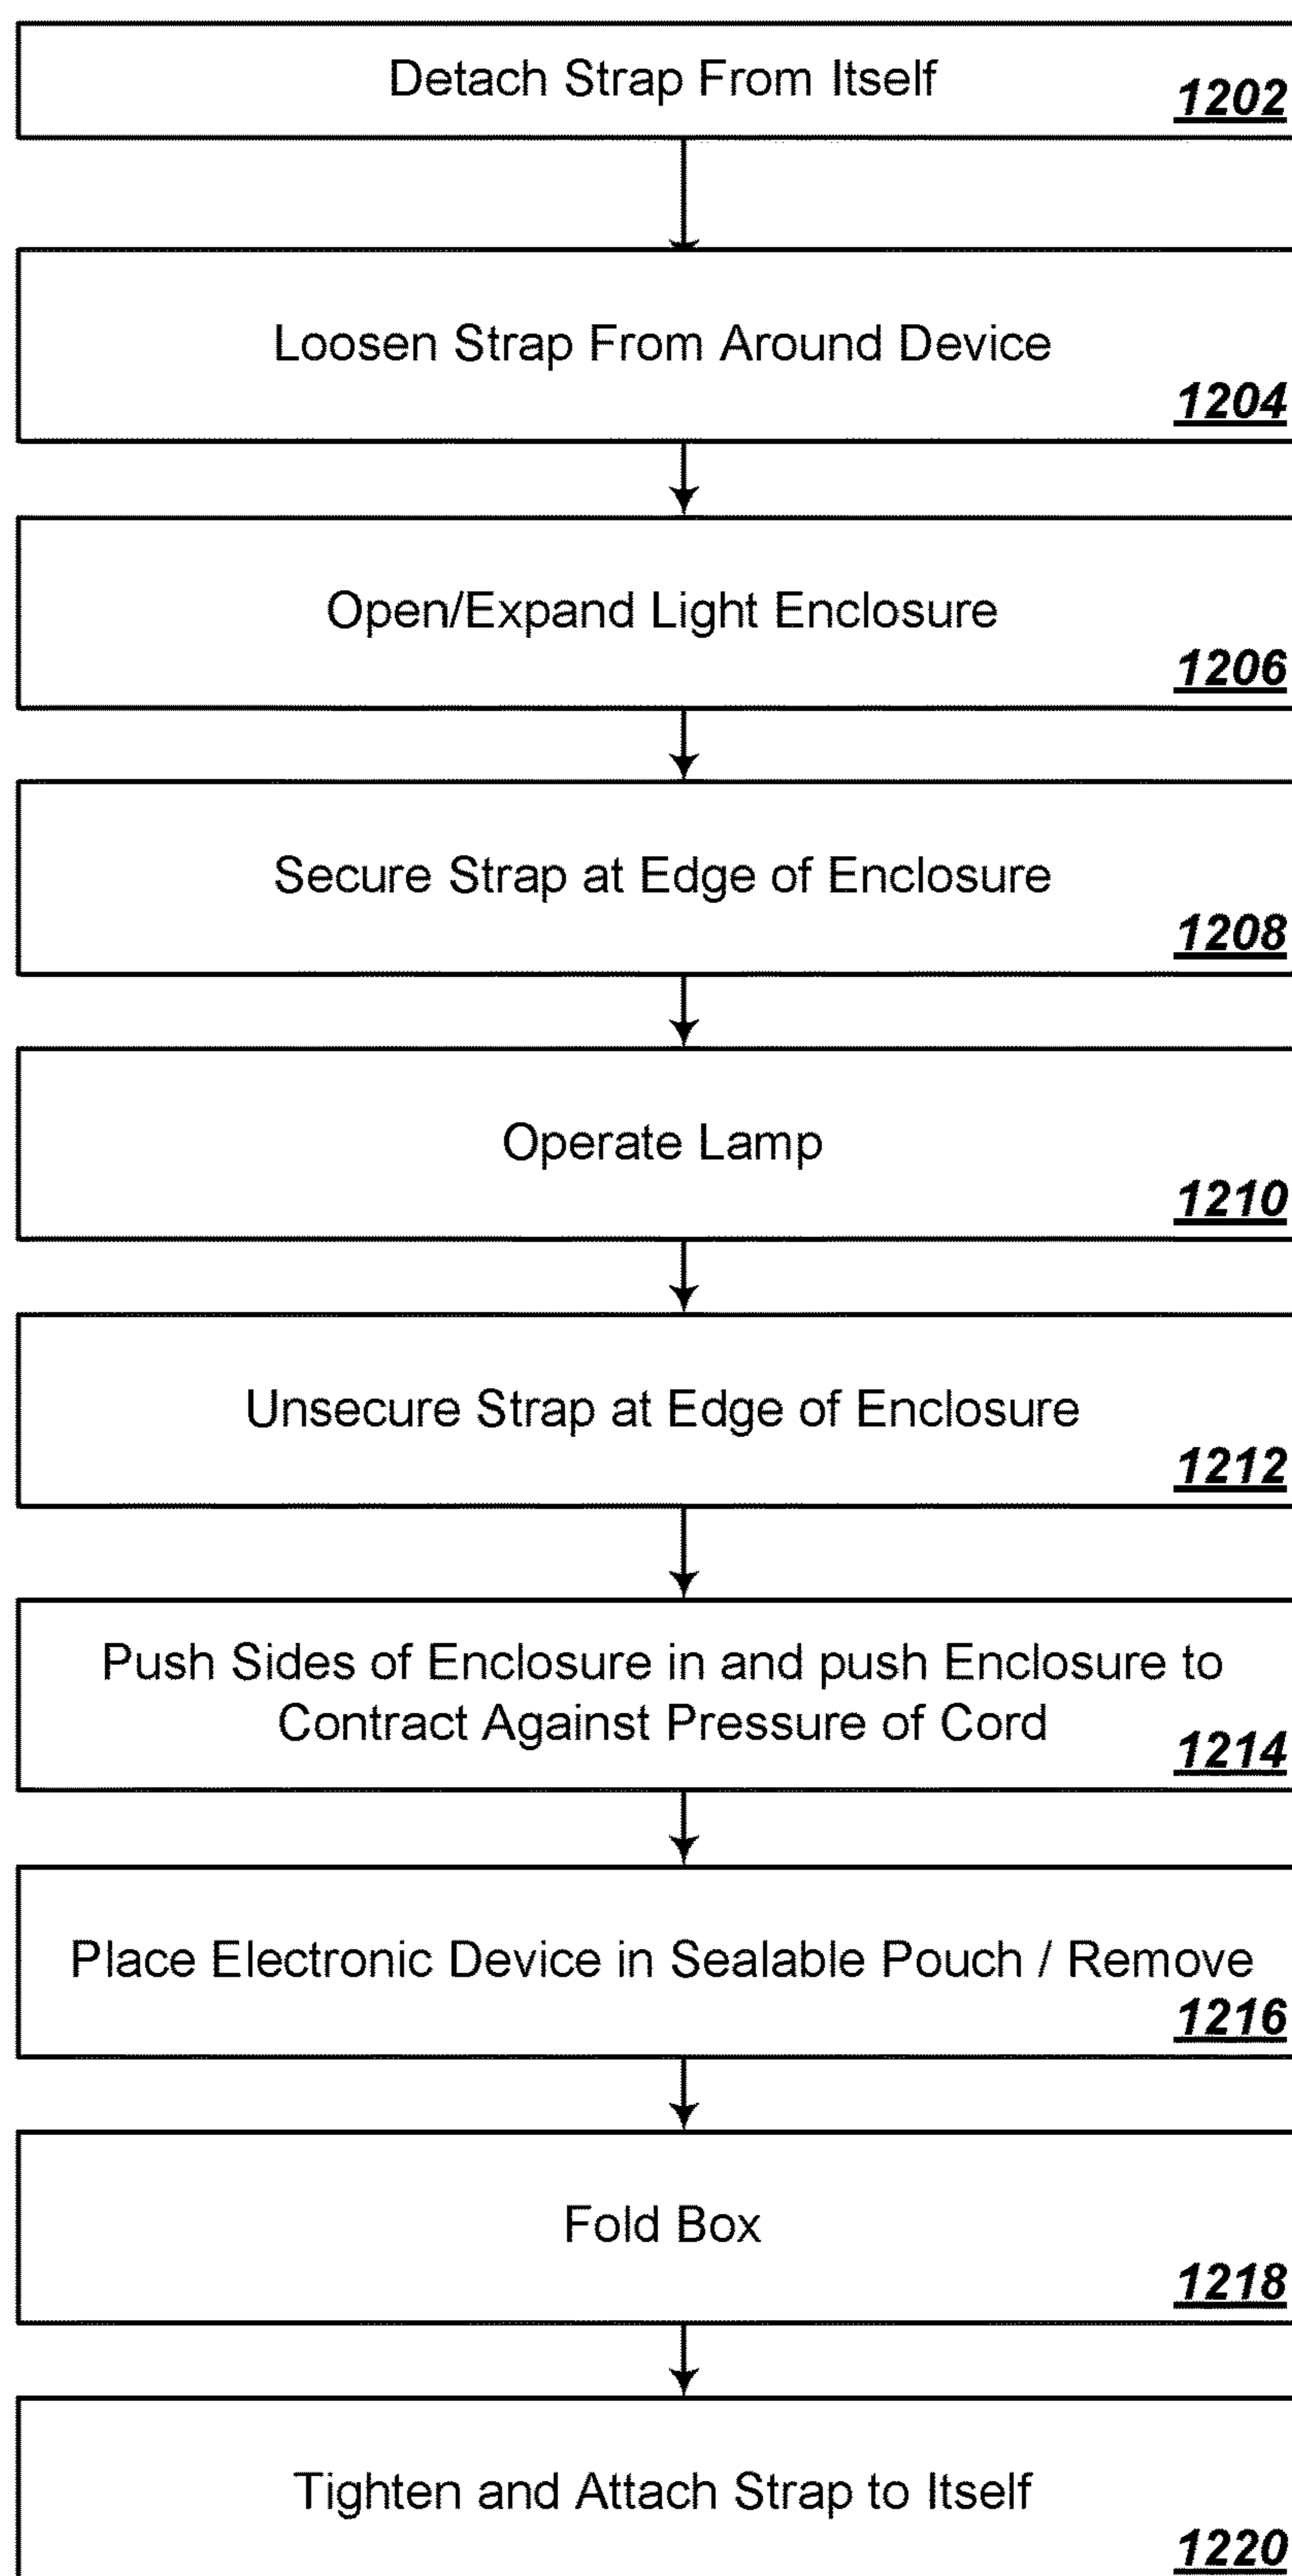 Detach Strap From Itself
1202
Loosen Strap From Around Device
1204
Open/Expand Light Enclosure
1206
Secure Strap at Edge of Enclosure
1208
Operate Lamp
1210
Unsecure Strap at Edge of Enclosure
1212
Push Sides of Enclosure in and push Enclosure to
Contract Against Pressure of Cord
1214
Place Electronic Device in Sealable Pouch / Remove
1216
Fold Box
1218
Tighten and Attach Strap to Itself
1220